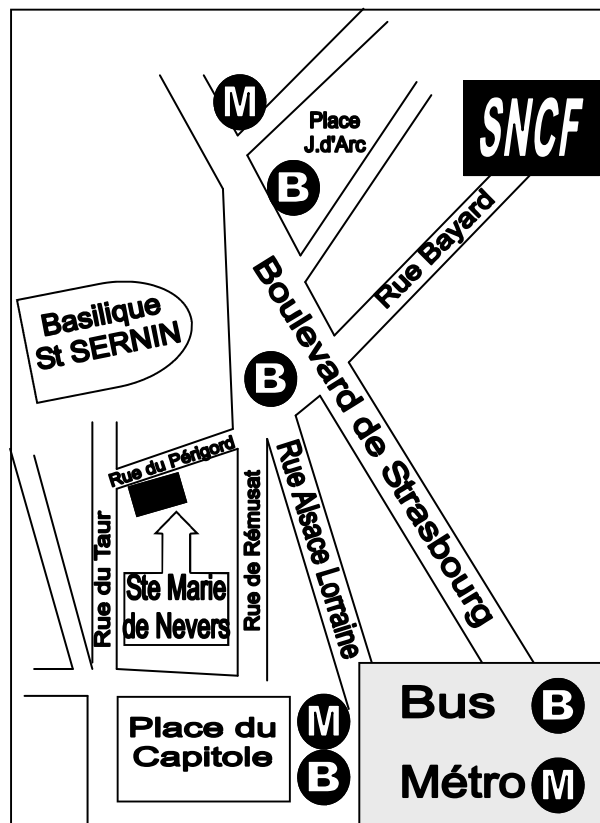 M
SNCF
Place
J.d'Arc
B
Rue Bayard
Boulevard de Strasbourg
Basilique
St SERNIN
B
Rue du Périgord
Rue Alsace Lorraine
Rue de Rémusat
Rue du Taur
Ste Marie
de Nevers
Place du
Capitole
M
B
Bus B
Métro M